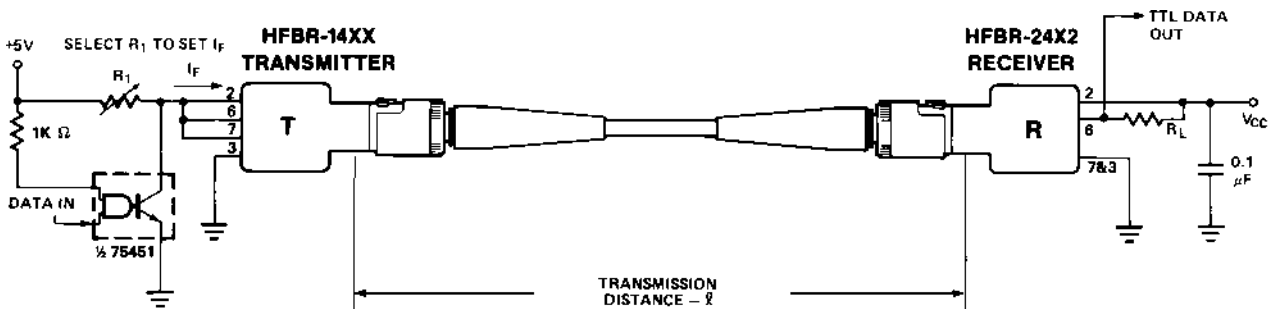 +5V
SELECT R1 TO SET IF
R1
IF
1K Ω
DATA IN
½ 75451
HFBR-14XX
TRANSMITTER
2
6
7
3
T
HFBR-24X2
RECEIVER
R
2
6
7&3
TTL DATA
OUT
RL
VCC
0.1
μF
TRANSMISSION
DISTANCE – ℓ